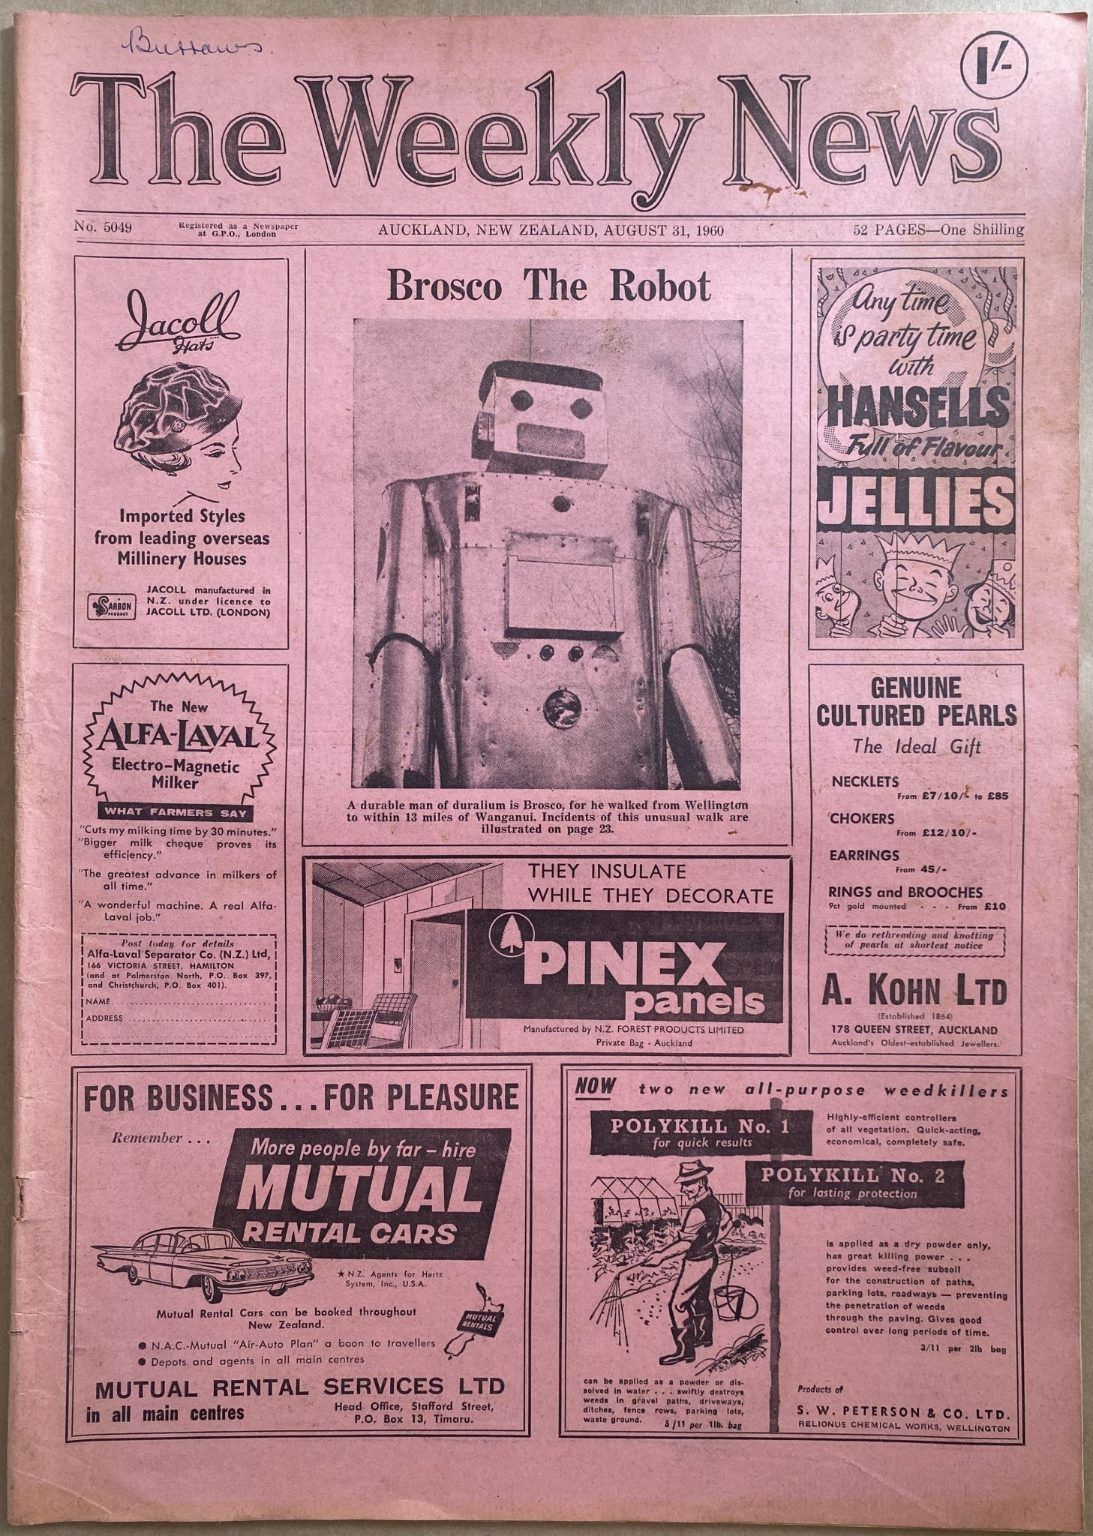 Burrows.
1/-
The Weekly News
No. 5049
Registered as a Newspaper
at G.P.O., London
AUCKLAND, NEW ZEALAND, AUGUST 31, 1960
52 PAGES—One Shilling
Jacoll
Hats
Imported Styles
from leading overseas
Millinery Houses
SARBON
PRODUCT
JACOLL manufactured in
N.Z. under licence to
JACOLL LTD. (LONDON)
Brosco The Robot
A durable man of duralium is Brosco, for he walked from Wellington
to within 13 miles of Wanganui. Incidents of this unusual walk are
illustrated on page 23.
Any time
is party time
with
HANSELLS
Full of Flavour
JELLIES
The New
ALFA-LAVAL
Electro-Magnetic
Milker
WHAT FARMERS SAY
"Cuts my milking time by 30 minutes."
"Bigger milk cheque proves its
efficiency."
"The greatest advance in milkers of
all time."
"A wonderful machine. A real Alfa-
Laval job."
Post today for details
Alfa-Laval Separator Co. (N.Z.) Ltd,
166 VICTORIA STREET, HAMILTON
(and at Palmerston North, P.O. Box 397,
and Christchurch, P.O. Box 401).
NAME
ADDRESS
THEY INSULATE
WHILE THEY DECORATE
PINEX
panels
Manufactured by N.Z. FOREST PRODUCTS LIMITED
Private Bag - Auckland
GENUINE
CULTURED PEARLS
The Ideal Gift
NECKLETS
From £7/10/- to £85
CHOKERS
From £12/10/-
EARRINGS
From 45/-
RINGS and BROOCHES
9ct gold mounted - - - From £10
We do rethreading and knotting
of pearls at shortest notice
A. KOHN LTD
(Established 1864)
178 QUEEN STREET, AUCKLAND
Auckland's Oldest-established Jewellers.
FOR BUSINESS...FOR PLEASURE
Remember . . .
More people by far – hire
MUTUAL
RENTAL CARS
★ N.Z. Agents for Hertz
System, Inc., U.S.A.
Mutual Rental Cars can be booked throughout
New Zealand.
MUTUAL
RENTALS
● N.A.C.-Mutual "Air-Auto Plan" a boon to travellers
● Depots and agents in all main centres
MUTUAL RENTAL SERVICES LTD
in all main centres
Head Office, Stafford Street,
P.O. Box 13, Timaru.
NOW two new all-purpose weedkillers
POLYKILL No. 1
for quick results
Highly-efficient controllers
of all vegetation. Quick-acting,
economical, completely safe.
POLYKILL No. 2
for lasting protection
is applied as a dry powder only,
has great killing power . . . .
provides weed-free subsoil
for the construction of paths,
parking lots, roadways — preventing
the penetration of weeds
through the paving. Gives good
control over long periods of time.
3/11 per 2lb bag
can be applied as a powder or dis-
solved in water . . . swiftly destroys
weeds in gravel paths, driveways,
ditches, fence rows, parking lots,
waste ground. 3/11 per 1lb. bag
Products of
S. W. PETERSON & CO. LTD.
RELIONUS CHEMICAL WORKS, WELLINGTON